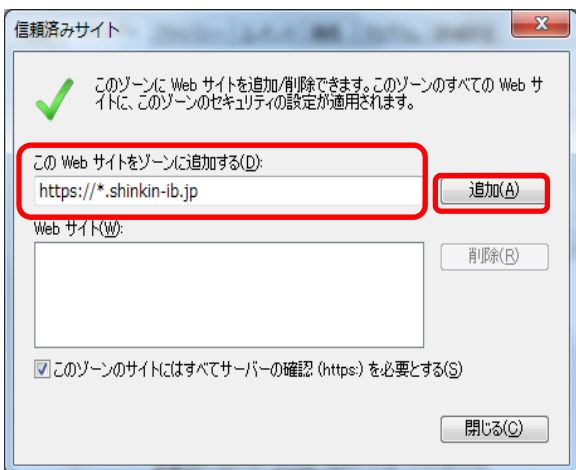 信頼済みサイト
このゾーンに Web サイトを追加/削除できます。このゾーンのすべての Web サ
イトに、このゾーンのセキュリティの設定が適用されます。
この Web サイトをゾーンに追加する(D):
https://*.shinkin-ib.jp
追加(A)
Web サイト(W):
削除(R)
このゾーンのサイトにはすべてサーバーの確認 (https:) を必要とする(S)
閉じる(C)